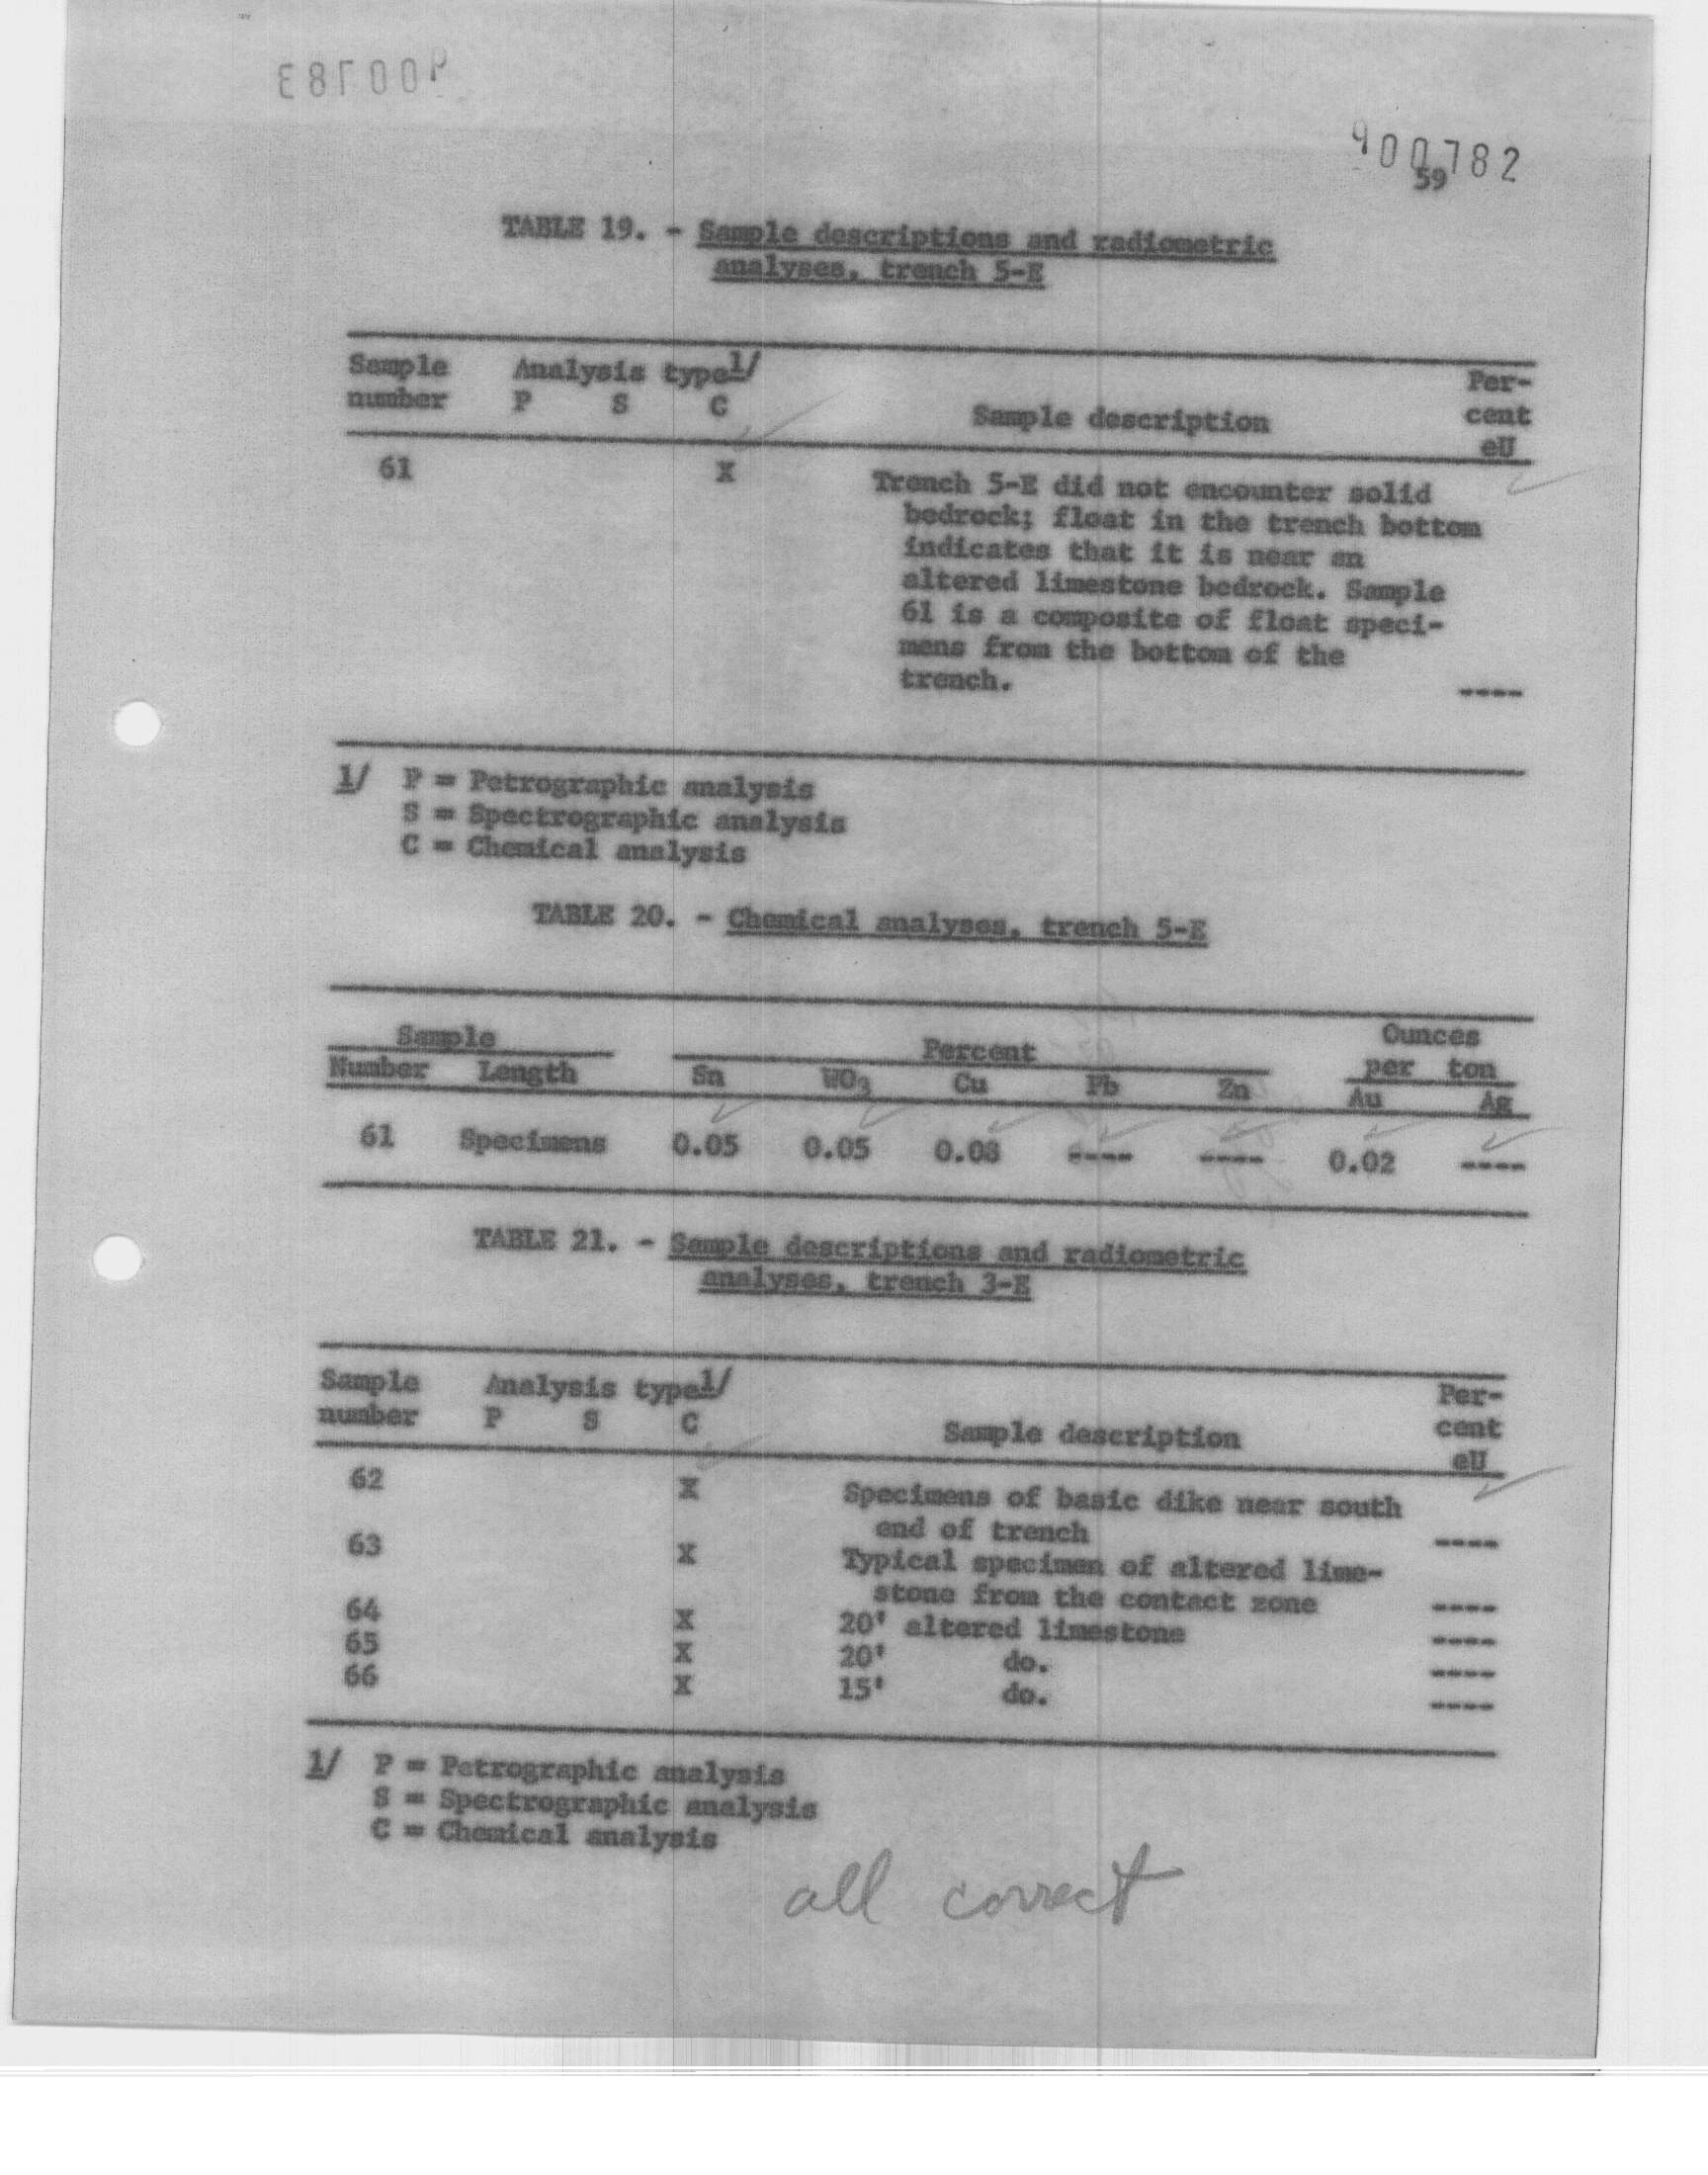 900783
900782
59
TABLE 19. - Sample descriptions and radiometric
analyses, trench 5-E
Sample Analysis type1/ Per-
number P S C Sample description cent
eU
61 X Trench 5-E did not encounter solid
bedrock; float in the trench bottom
indicates that it is near an
altered limestone bedrock. Sample
61 is a composite of float speci-
mens from the bottom of the
trench. ----
1/ P = Petrographic analysis
S = Spectrographic analysis
C = Chemical analysis
TABLE 20. - Chemical analyses, trench 5-E
Sample Percent Ounces
per ton
Number Length Sn WO3 Cu Pb Zn Au Ag
61 Specimens 0.05 0.05 0.08 ---- ---- 0.02 ----
TABLE 21. - Sample descriptions and radiometric
analyses, trench 3-E
Sample Analysis type1/ Per-
number P S C Sample description cent
eU
62 X Specimens of basic dike near south
end of trench ----
63 X Typical specimen of altered lime-
stone from the contact zone ----
64 X 20' altered limestone ----
65 X 20' do. ----
66 X 15' do. ----
1/ P = Petrographic analysis
S = Spectrographic analysis
C = Chemical analysis
all correct